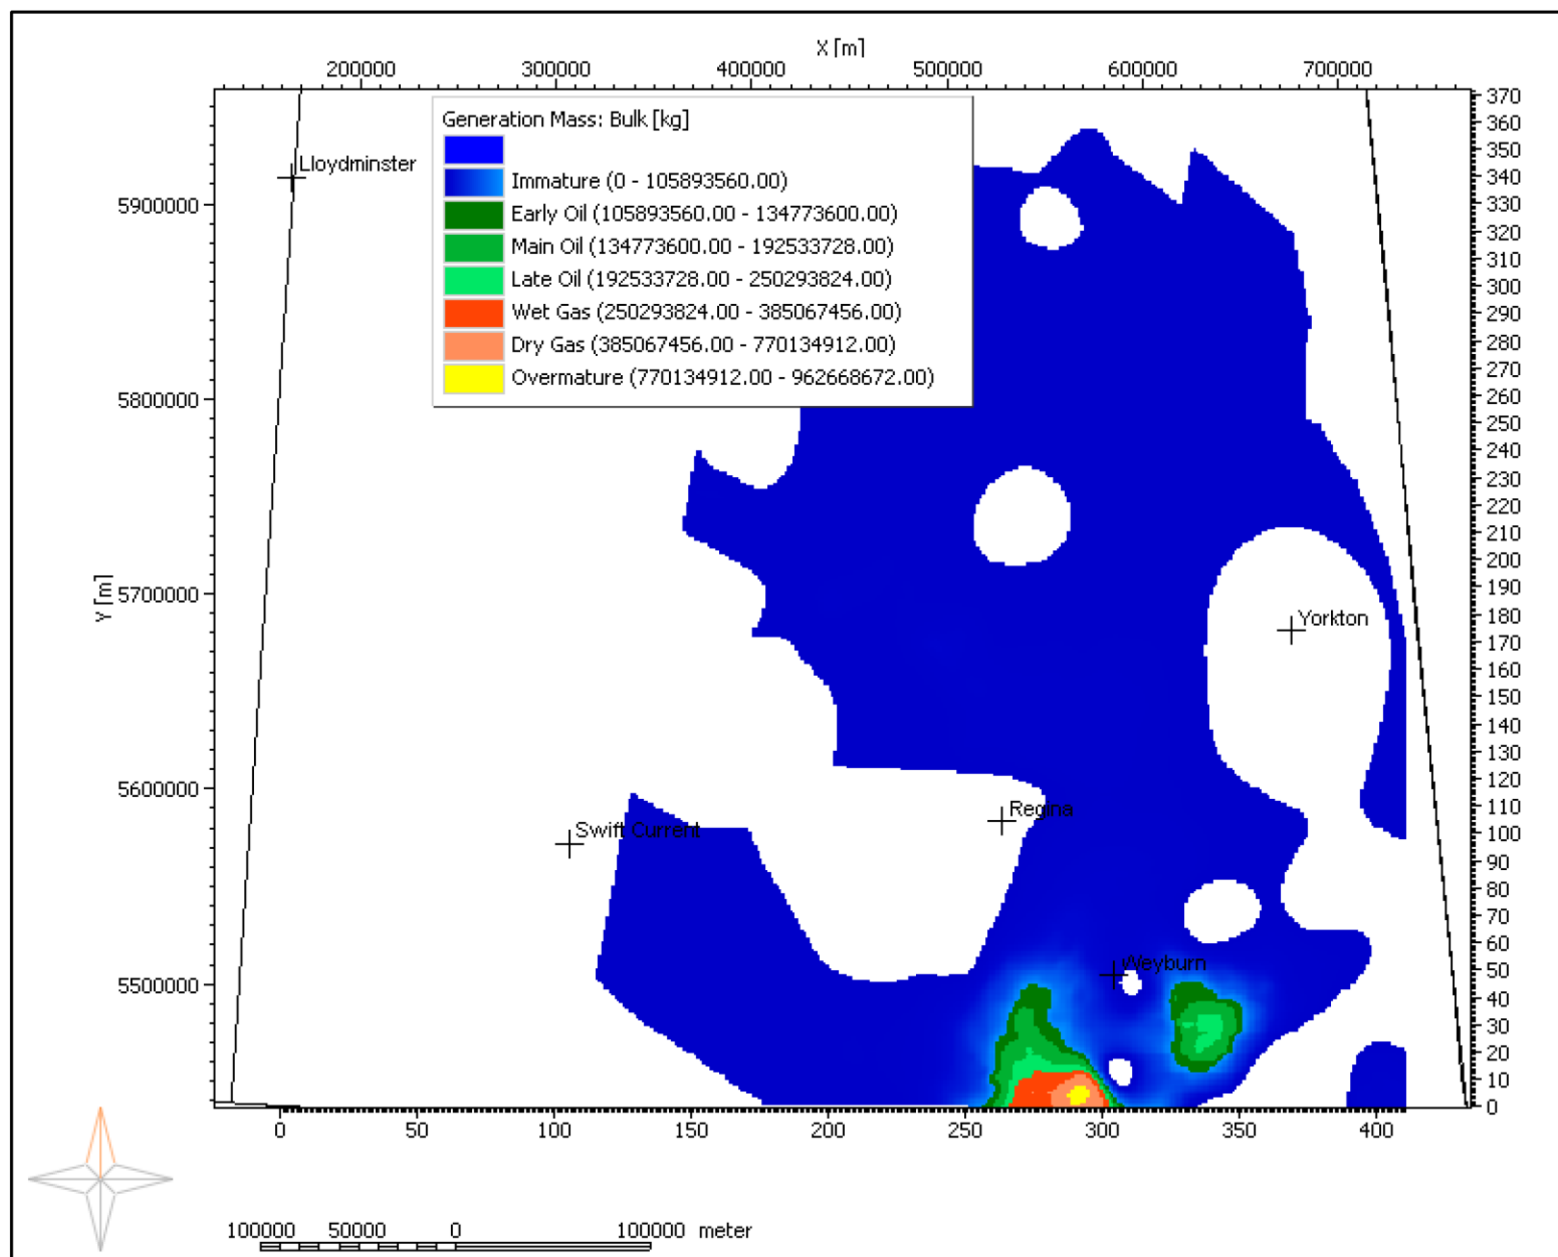 X [m]
200000 300000 400000 500000 600000 700000
Generation Mass: Bulk [kg]
Immature (0 - 105893560.00)
Early Oil (105893560.00 - 134773600.00)
Main Oil (134773600.00 - 192533728.00)
Late Oil (192533728.00 - 250293824.00)
Wet Gas (250293824.00 - 385067456.00)
Dry Gas (385067456.00 - 770134912.00)
Overmature (770134912.00 - 962668672.00)
Lloydminster
Yorkton
Regina
Swift Current
Weyburn
Y [m]
5900000
5800000
5700000
5600000
5500000
370
360
350
340
330
320
310
300
290
280
270
260
250
240
230
220
210
200
190
180
170
160
150
140
130
120
110
100
90
80
70
60
50
40
30
20
10
0
0 50 100 150 200 250 300 350 400
100000 50000 0 100000 meter